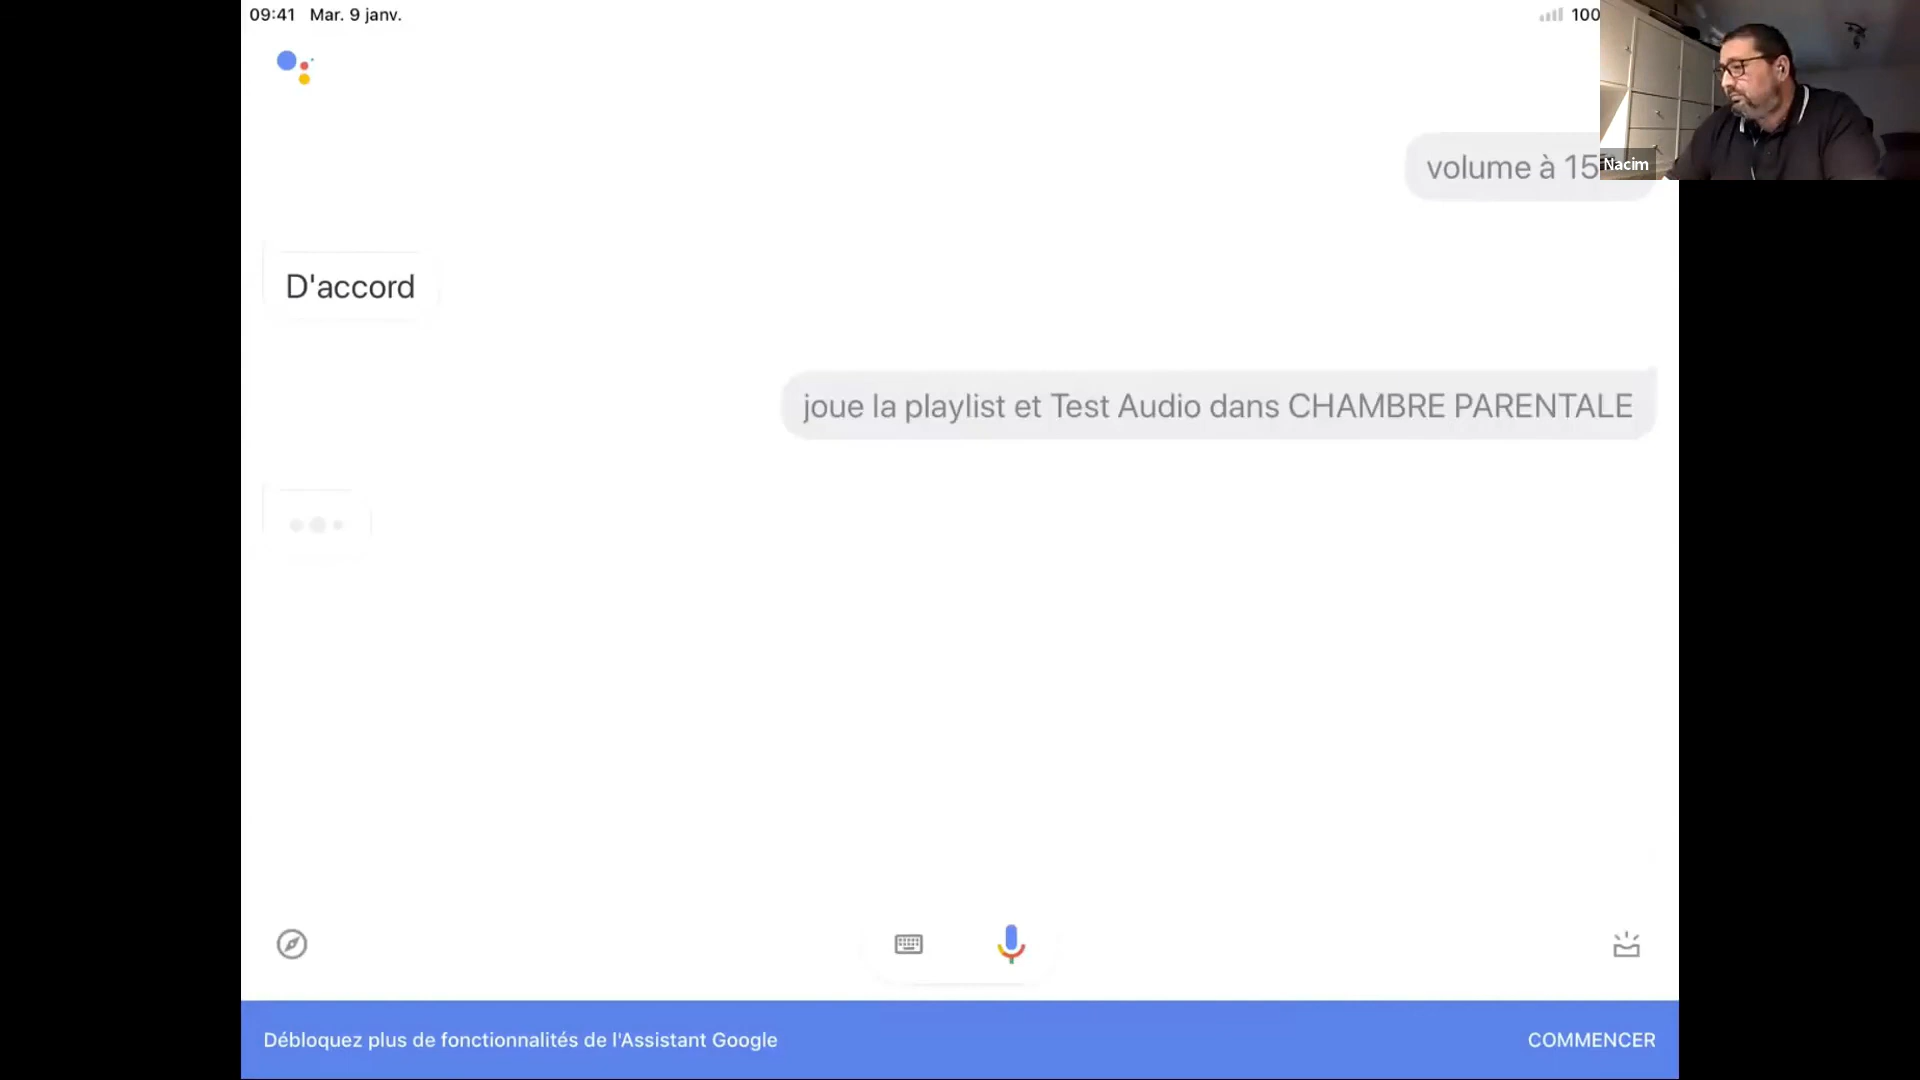 09:41 Mar. 9 janv.
100
volume à 15
Nacim
D'accord
joue la playlist et Test Audio dans CHAMBRE PARENTALE
Débloquez plus de fonctionnalités de l'Assistant Google
COMMENCER